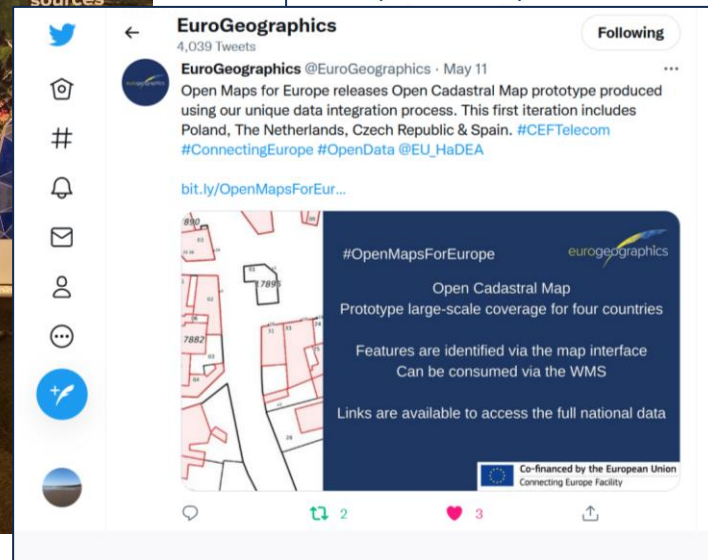 sources
EuroGeographics
4,039 Tweets
Following
EuroGeographics @EuroGeographics · May 11
Open Maps for Europe releases Open Cadastral Map prototype produced
using our unique data integration process. This first iteration includes
Poland, The Netherlands, Czech Republic & Spain. #CEFTelecom
#ConnectingEurope #OpenData @EU_HaDEA
bit.ly/OpenMapsForEur...
890
7895
7882
#OpenMapsForEurope
eurogeographics
Open Cadastral Map
Prototype large-scale coverage for four countries
Features are identified via the map interface
Can be consumed via the WMS
Links are available to access the full national data
Co-financed by the European Union
Connecting Europe Facility
2
3